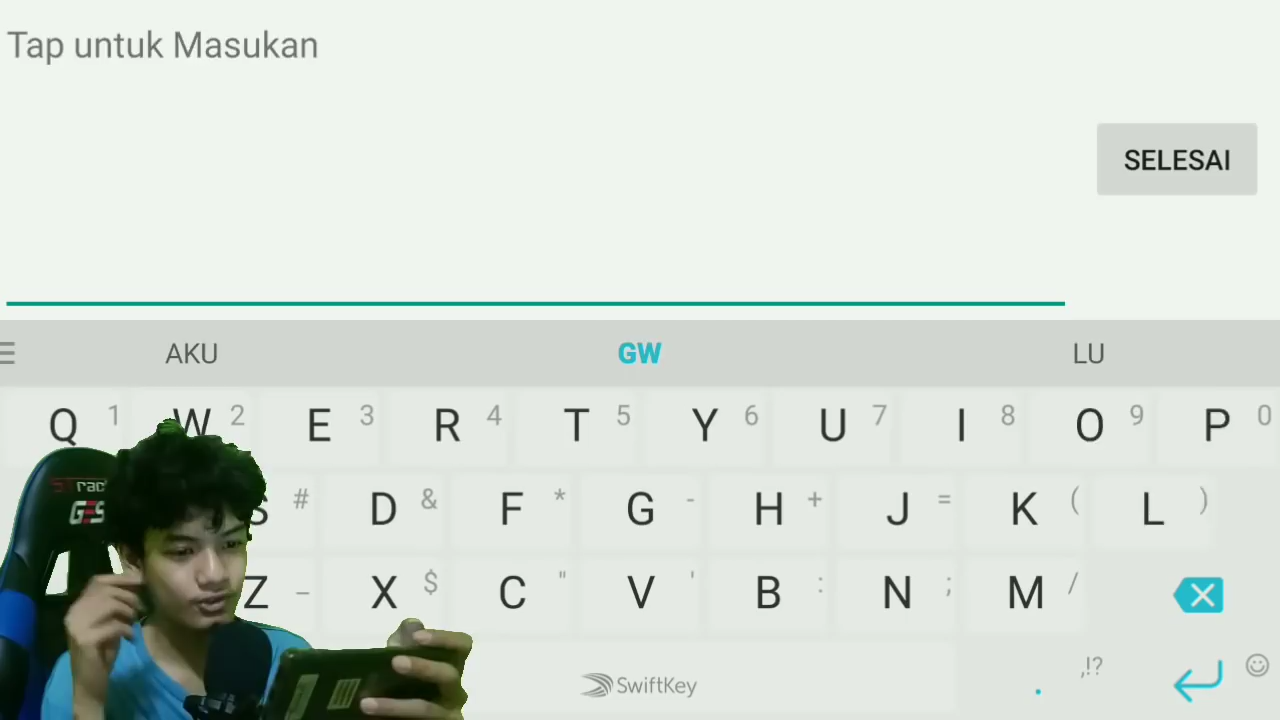 Tap untuk Masukan
SELESAI
AKU GW LU
Q 1 W 2 E 3 R 4 T 5 Y 6 U 7 I 8 O 9 P 0
S # D & F * G - H + J = K ( L )
Z _ X $ C " V ' B : N ; M /
SwiftKey . ,!?